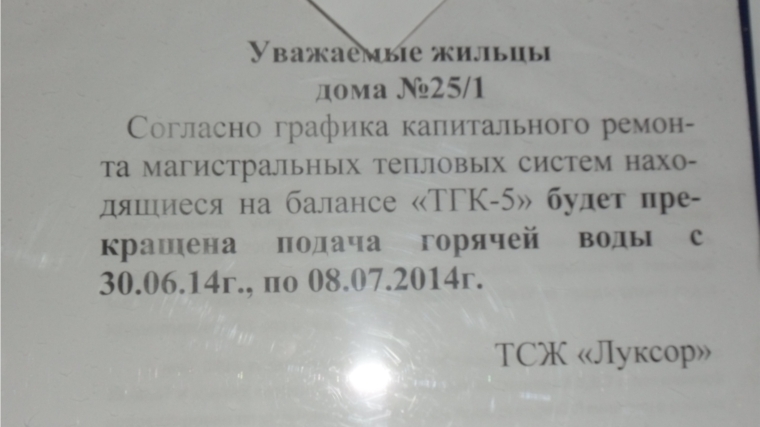 Уважаемые жильцы
дома №25/1
Согласно графика капитального ремон-
та магистральных тепловых систем нахо-
дящиеся на балансе «ТГК-5» будет пре-
кращена подача горячей воды с
30.06.14г., по 08.07.2014г.
ТСЖ «Луксор»